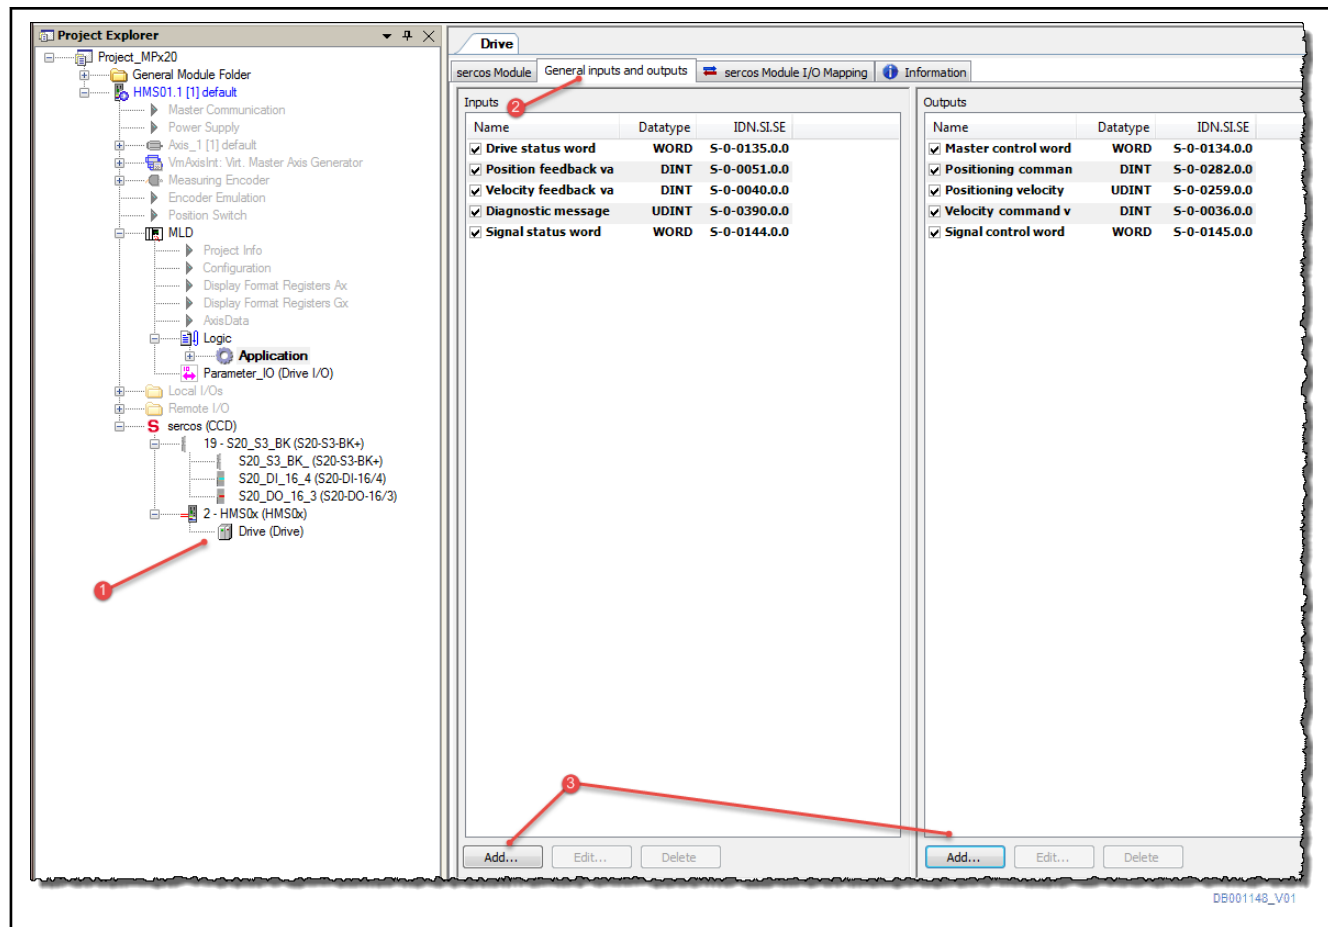 Project Explorer
Project_MPx20
General Module Folder
HMS01.1 [1] default
Master Communication
Power Supply
Axis_1 [1] default
VmAxisInt: Virt. Master Axis Generator
Measuring Encoder
Encoder Emulation
Position Switch
MLD
Project Info
Configuration
Display Format Registers Ax
Display Format Registers Gx
AxisData
Logic
Application
Parameter_IO (Drive I/O)
Local I/Os
Remote I/O
S sercos (CCD)
19 - S20_S3_BK (S20-S3-BK+)
S20_S3_BK_ (S20-S3-BK+)
S20_DI_16_4 (S20-DI-16/4)
S20_DO_16_3 (S20-DO-16/3)
2 - HMS0x (HMS0x)
Drive (Drive)
1
Drive
sercos Module General inputs and outputs sercos Module I/O Mapping Information
2
Inputs
Name Datatype IDN.SI.SE
Drive status word WORD S-0-0135.0.0
Position feedback va DINT S-0-0051.0.0
Velocity feedback va DINT S-0-0040.0.0
Diagnostic message UDINT S-0-0390.0.0
Signal status word WORD S-0-0144.0.0
Outputs
Name Datatype IDN.SI.SE
Master control word WORD S-0-0134.0.0
Positioning comman DINT S-0-0282.0.0
Positioning velocity UDINT S-0-0259.0.0
Velocity command v DINT S-0-0036.0.0
Signal control word WORD S-0-0145.0.0
3
Add... Edit... Delete
Add... Edit... Delete
DB001148_V01